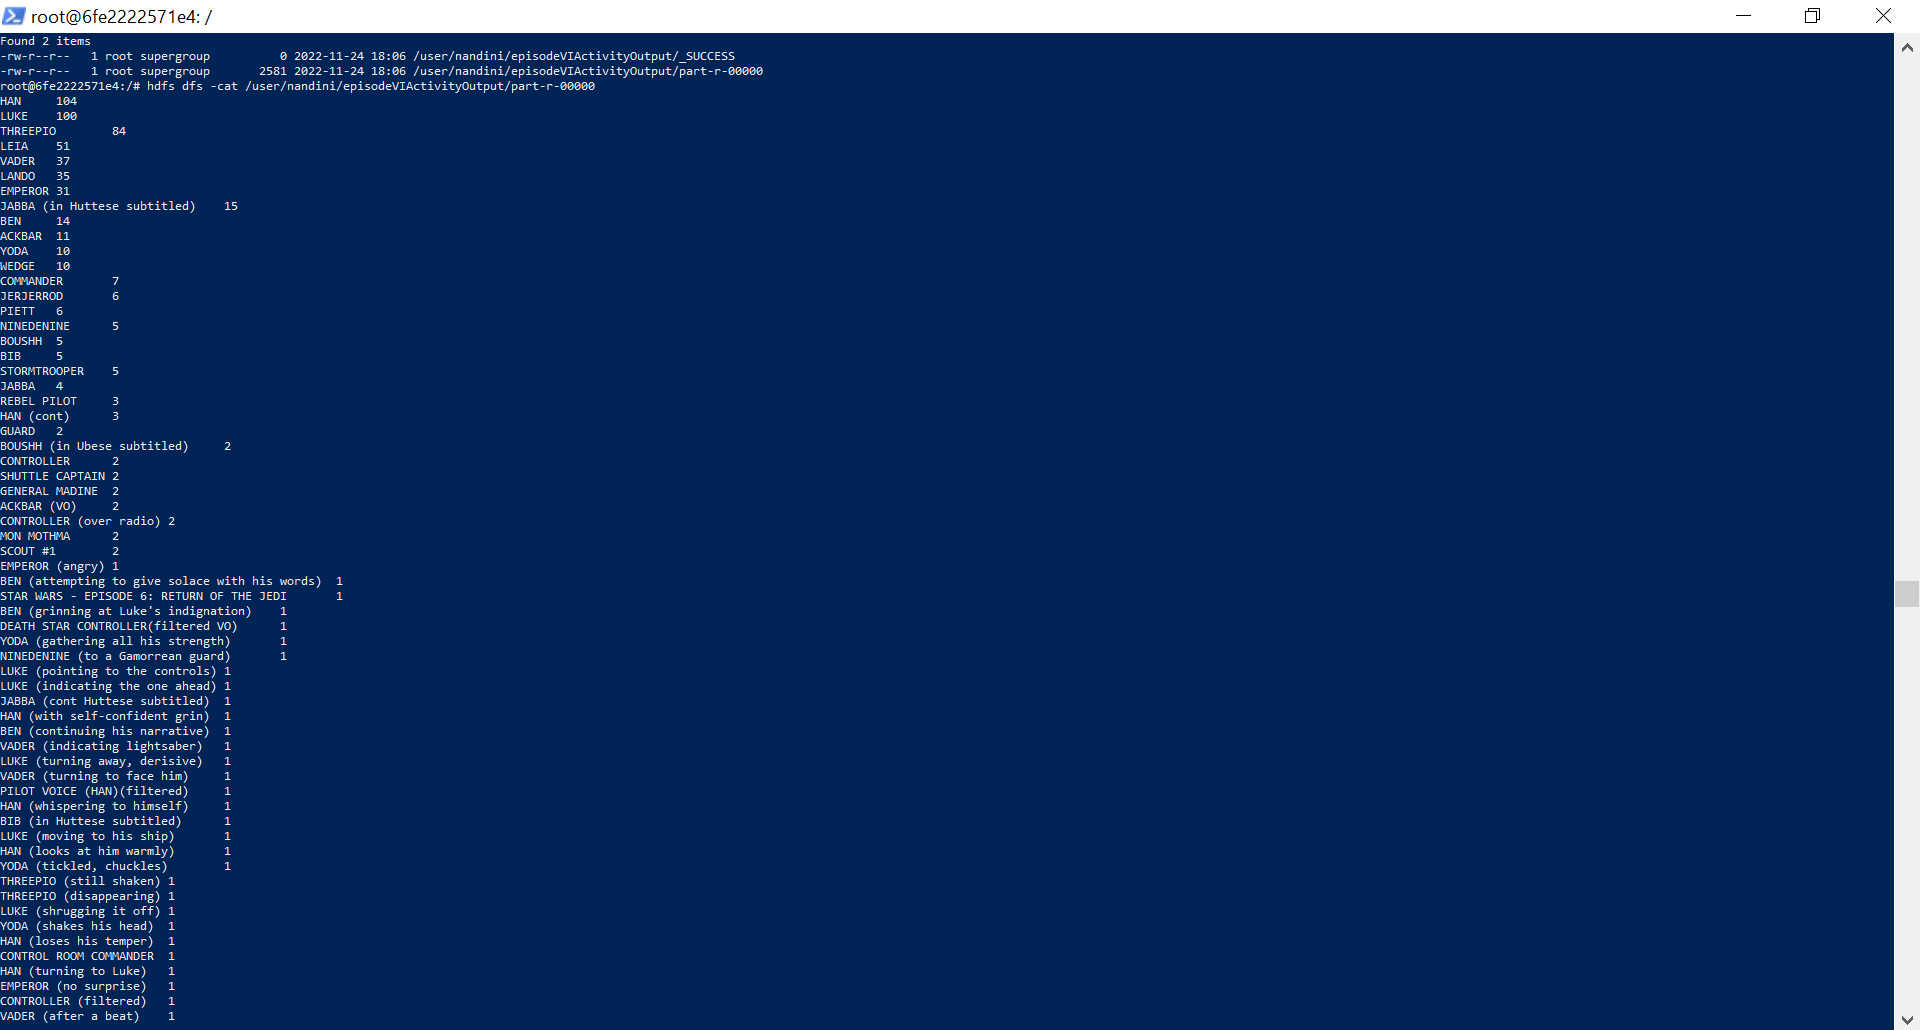 root@6fe2222571e4: /
Found 2 items
-rw-r--r--   1 root supergroup          0 2022-11-24 18:06 /user/nandini/episodeVIActivityOutput/_SUCCESS
-rw-r--r--   1 root supergroup       2581 2022-11-24 18:06 /user/nandini/episodeVIActivityOutput/part-r-00000
root@6fe2222571e4:/# hdfs dfs -cat /user/nandini/episodeVIActivityOutput/part-r-00000
HAN     104
LUKE    100
THREEPIO        84
LEIA    51
VADER   37
LANDO   35
EMPEROR 31
JABBA (in Huttese subtitled)    15
BEN     14
ACKBAR  11
YODA    10
WEDGE   10
COMMANDER       7
JERJERROD       6
PIETT   6
NINEDENINE      5
BOUSHH  5
BIB     5
STORMTROOPER    5
JABBA   4
REBEL PILOT     3
HAN (cont)      3
GUARD   2
BOUSHH (in Ubese subtitled)     2
CONTROLLER      2
SHUTTLE CAPTAIN 2
GENERAL MADINE  2
ACKBAR (VO)     2
CONTROLLER (over radio) 2
MON MOTHMA      2
SCOUT #1        2
EMPEROR (angry) 1
BEN (attempting to give solace with his words)  1
STAR WARS - EPISODE 6: RETURN OF THE JEDI       1
BEN (grinning at Luke's indignation)    1
DEATH STAR CONTROLLER(filtered VO)      1
YODA (gathering all his strength)       1
NINEDENINE (to a Gamorrean guard)       1
LUKE (pointing to the controls) 1
LUKE (indicating the one ahead) 1
JABBA (cont Huttese subtitled)  1
HAN (with self-confident grin)  1
BEN (continuing his narrative)  1
VADER (indicating lightsaber)   1
LUKE (turning away, derisive)   1
VADER (turning to face him)     1
PILOT VOICE (HAN)(filtered)     1
HAN (whispering to himself)     1
BIB (in Huttese subtitled)      1
LUKE (moving to his ship)       1
HAN (looks at him warmly)       1
YODA (tickled, chuckles)        1
THREEPIO (still shaken) 1
THREEPIO (disappearing) 1
LUKE (shrugging it off) 1
YODA (shakes his head)  1
HAN (loses his temper)  1
CONTROL ROOM COMMANDER  1
HAN (turning to Luke)   1
EMPEROR (no surprise)   1
CONTROLLER (filtered)   1
VADER (after a beat)    1